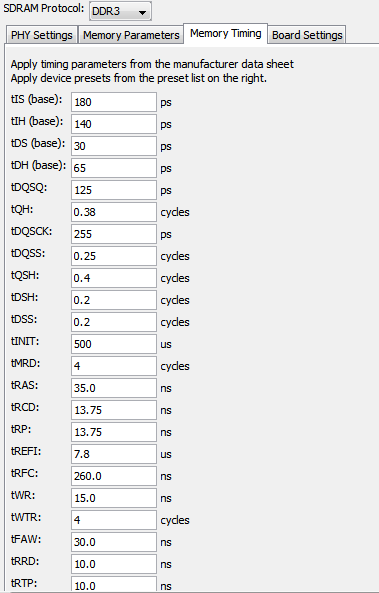 SDRAM Protocol: DDR3
PHY Settings Memory Parameters Memory Timing Board Settings
Apply timing parameters from the manufacturer data sheet
Apply device presets from the preset list on the right.
tIS (base): 180 ps
tIH (base): 140 ps
tDS (base): 30 ps
tDH (base): 65 ps
tDQSQ: 125 ps
tQH: 0.38 cycles
tDQSCK: 255 ps
tDQSS: 0.25 cycles
tQSH: 0.4 cycles
tDSH: 0.2 cycles
tDSS: 0.2 cycles
tINIT: 500 us
tMRD: 4 cycles
tRAS: 35.0 ns
tRCD: 13.75 ns
tRP: 13.75 ns
tREFI: 7.8 us
tRFC: 260.0 ns
tWR: 15.0 ns
tWTR: 4 cycles
tFAW: 30.0 ns
tRRD: 10.0 ns
tRTP: 10.0 ns